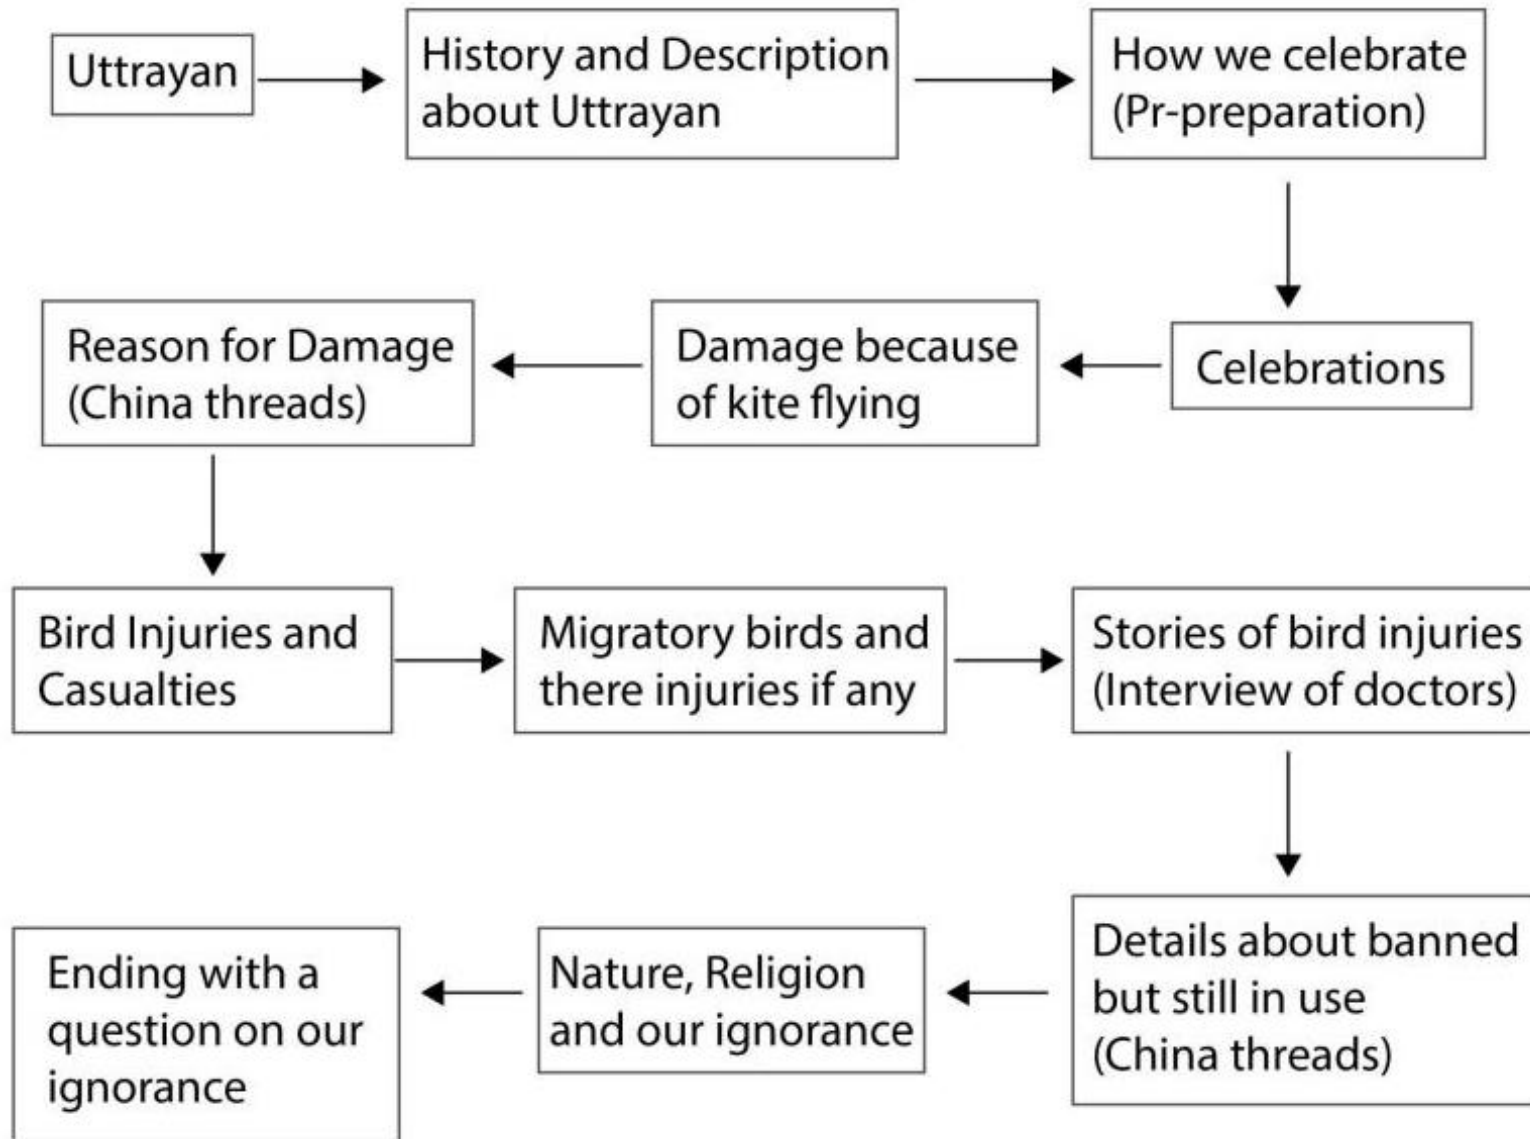 Uttrayan
History and Description
about Uttrayan
How we celebrate
(Pr-preparation)
Celebrations
Damage because
of kite flying
Reason for Damage
(China threads)
Bird Injuries and
Casualties
Migratory birds and
there injuries if any
Stories of bird injuries
(Interview of doctors)
Details about banned
but still in use
(China threads)
Nature, Religion
and our ignorance
Ending with a
question on our
ignorance